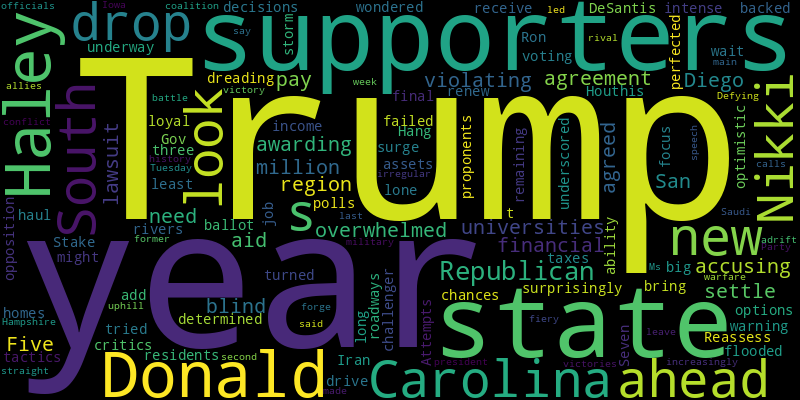 officials
Iowa
coalition
decisions
wondered
receive
led
DeSantis
intense
backed
Haley
drop
supporters
say
storm
Ron
rival
perfected
underway
voting
wait
main
allies
dreading
pay
violating
agreement
Diego
victory
week
renew
Houthis
Trump
battle
look
final
Defying
conflict
South
lawsuit
loyal
income
failed
Hang
proponents
remaining
underscored
agreed
focus
speech
optimistic
Nikki
Gov
awarding
surge
three
history
million
assets
calls
Tuesday
irregular
San
least
region
lone
opposition
haul
need
job
polls
last
t
Saudi
rivers
ballot
s
overwhelmed
universities
new
adrift
Party
Stake
former
aid
military
financial
ability
might
year
turned
taxes
Republican
Ms
big
accusing
warfare
homes
add
uphill
blind
long
roadways
challenger
chances
surprisingly
bring
settle
options
Hampshire
determined
forge
said
Attempts
state
fiery
warning
Five
tried
critics
Seven
leave
Reassess
tactics
residents
second
Iran
president
victories
increasingly
flooded
straight
Donald
made
drive
Carolina
ahead